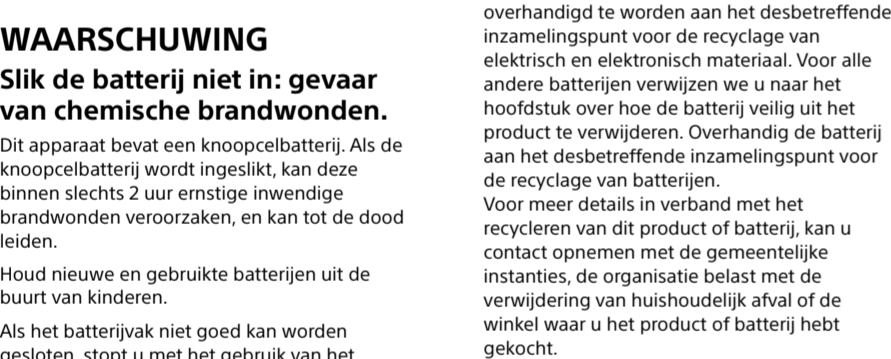 WAARSCHUWING
Slik de batterij niet in: gevaar
van chemische brandwonden.
Dit apparaat bevat een knoopcelbatterij. Als de
knoopcelbatterij wordt ingeslikt, kan deze
binnen slechts 2 uur ernstige inwendige
brandwonden veroorzaken, en kan tot de dood
leiden.
Houd nieuwe en gebruikte batterijen uit de
buurt van kinderen.
Als het batterijvak niet goed kan worden
gesloten, stopt u met het gebruik van het
overhandigd te worden aan het desbetreffende
inzamelingspunt voor de recyclage van
elektrisch en elektronisch materiaal. Voor alle
andere batterijen verwijzen we u naar het
hoofdstuk over hoe de batterij veilig uit het
product te verwijderen. Overhandig de batterij
aan het desbetreffende inzamelingspunt voor
de recyclage van batterijen.
Voor meer details in verband met het
recycleren van dit product of batterij, kan u
contact opnemen met de gemeentelijke
instanties, de organisatie belast met de
verwijdering van huishoudelijk afval of de
winkel waar u het product of batterij hebt
gekocht.